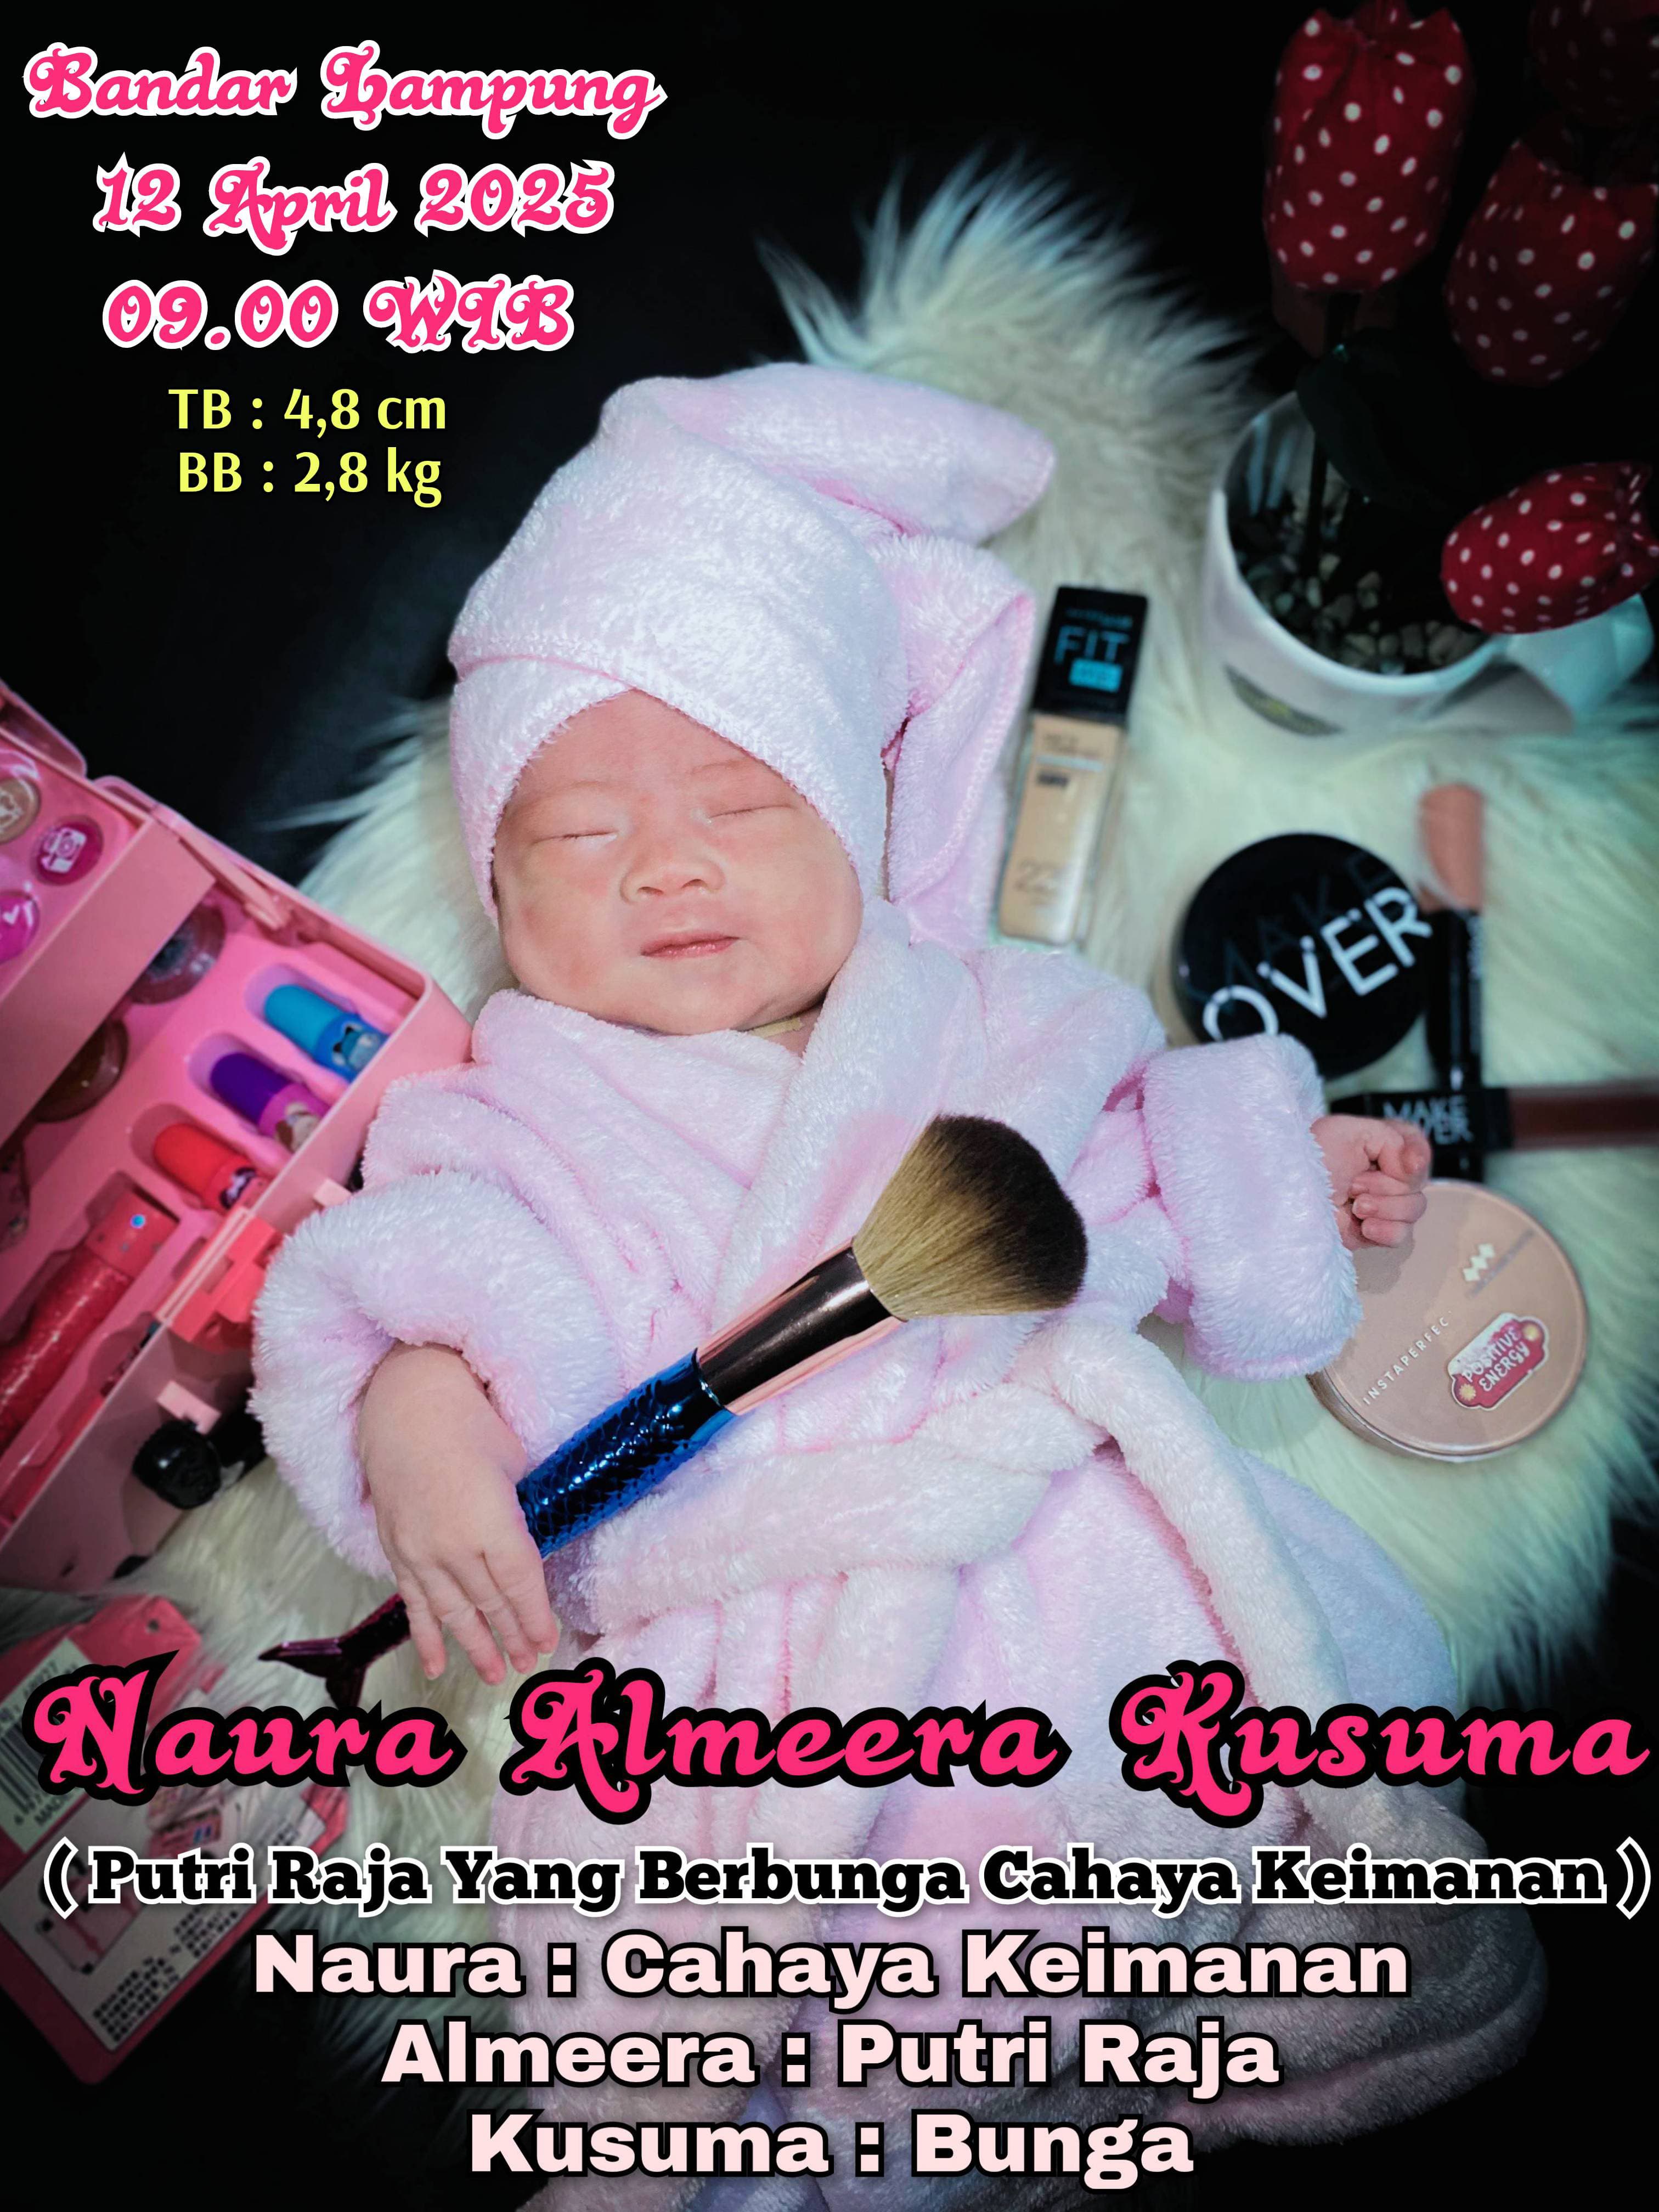 Bandar Lampung
12 April 2025
09.00 WIB
TB : 4,8 cm
BB : 2,8 kg
FIT
MAKE
OVER
MAKE
OVER
INSTAPERFECT
POSITIVE
ENERGY
Naura Almeera Kusuma
(Putri Raja Yang Berbunga Cahaya Keimanan)
Naura : Cahaya Keimanan
Almeera : Putri Raja
Kusuma : Bunga